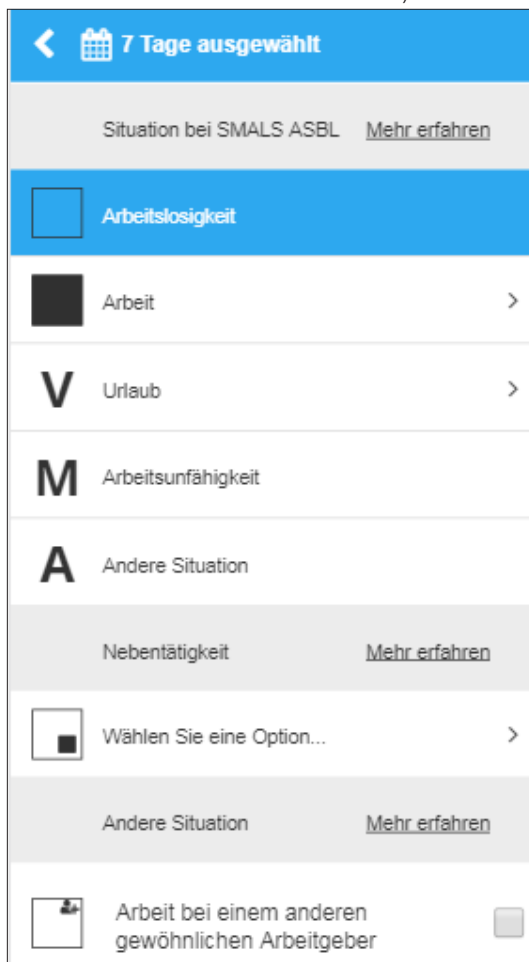 7 Tage ausgewählt
Situation bei SMALS ASBL Mehr erfahren
Arbeitslosigkeit
Arbeit
V Urlaub
M Arbeitsunfähigkeit
A Andere Situation
Nebentätigkeit Mehr erfahren
Wählen Sie eine Option...
Andere Situation Mehr erfahren
Arbeit bei einem anderen
gewöhnlichen Arbeitgeber